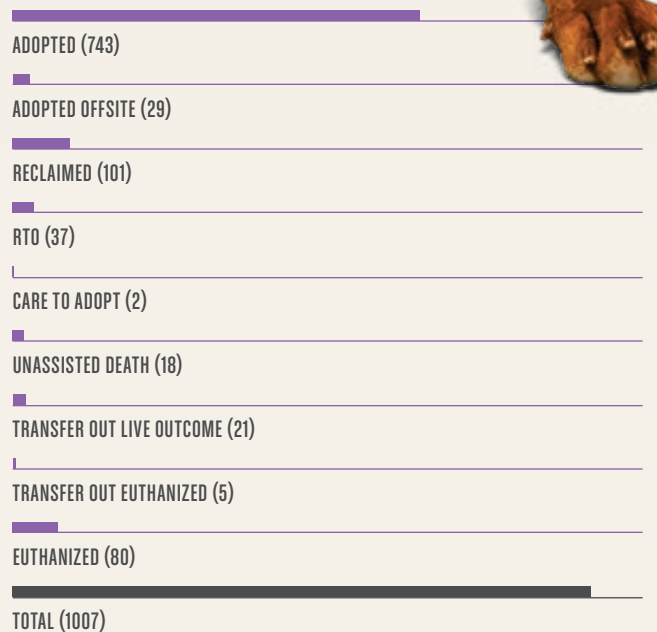 ADOPTED (743)
ADOPTED OFFSITE (29)
RECLAIMED (101)
RTO (37)
CARE TO ADOPT (2)
UNASSISTED DEATH (18)
TRANSFER OUT LIVE OUTCOME (21)
TRANSFER OUT EUTHANIZED (5)
EUTHANIZED (80)
TOTAL (1007)